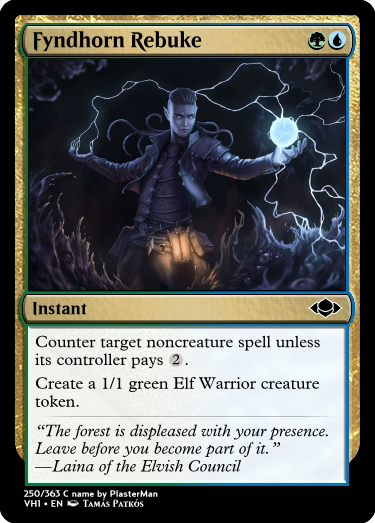 Fyndhorn Rebuke
Instant
Counter target noncreature spell unless
its controller pays 2.
Create a 1/1 green Elf Warrior creature
token.
“The forest is displeased with your presence.
Leave before you become part of it.”
—Laina of the Elvish Council
250/363 C name by PlasterMan
VH1 • EN Tamás Patkós